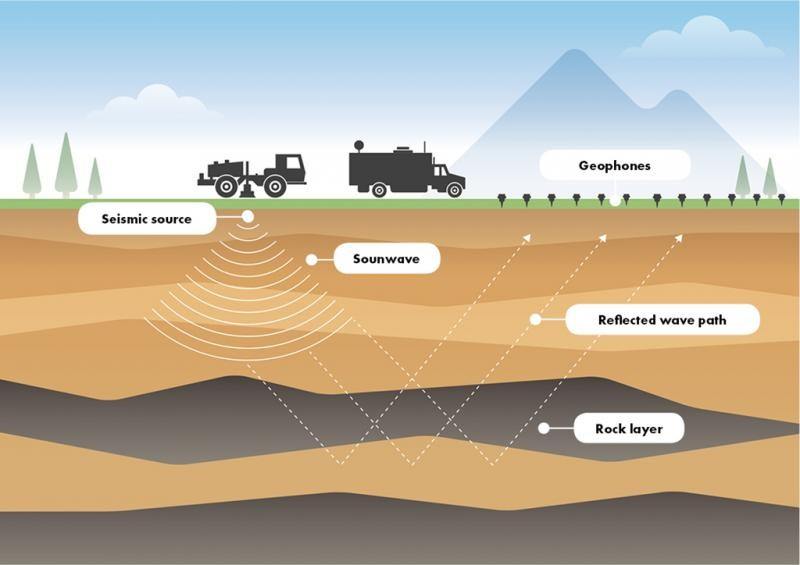 Geophones
Seismic source
Sounwave
Reflected wave path
Rock layer